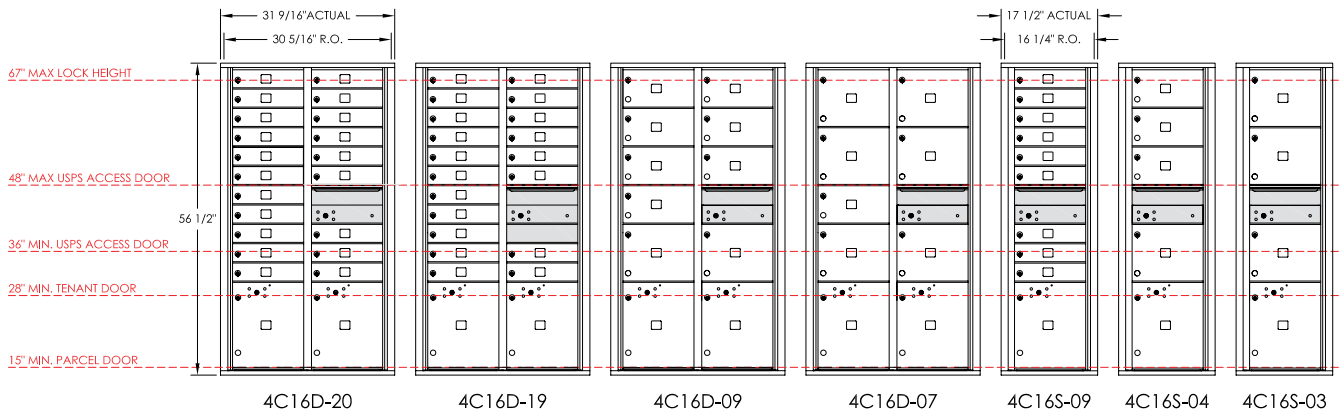 31 9/16"ACTUAL
30 5/16" R.O.
17 1/2" ACTUAL
16 1/4" R.O.
67" MAX LOCK HEIGHT
48" MAX USPS ACCESS DOOR
56 1/2"
36" MIN. USPS ACCESS DOOR
28" MIN. TENANT DOOR
15" MIN. PARCEL DOOR
4C16D-20
4C16D-19
4C16D-09
4C16D-07
4C16S-09
4C16S-04
4C16S-03